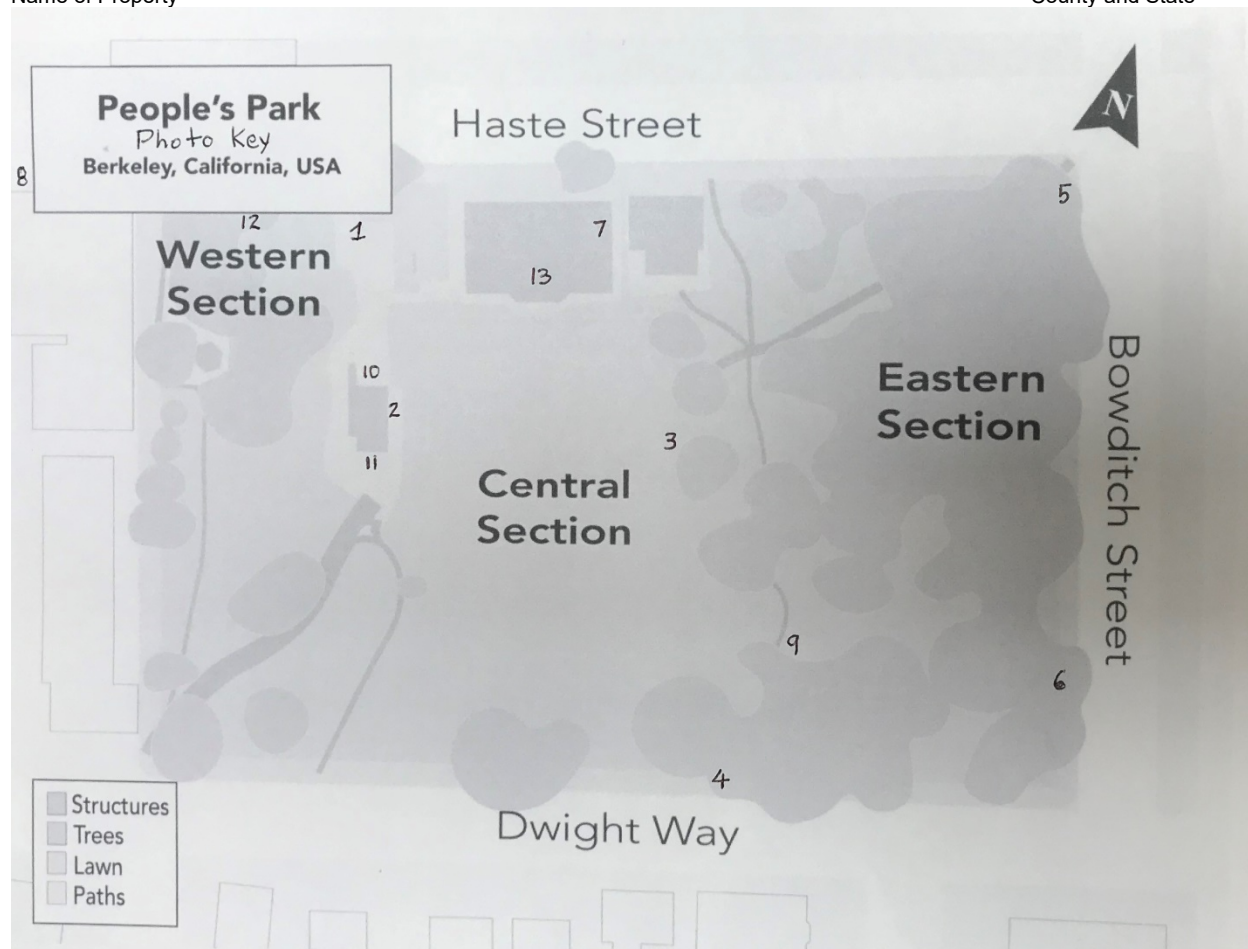 Name of Property
County and State
People's Park
Photo Key
Berkeley, California, USA
Haste Street
N
8
5
12
1
7
Western
Section
13
10
2
Eastern
Section
Bowditch Street
3
11
Central
Section
9
6
4
Dwight Way
Structures
Trees
Lawn
Paths